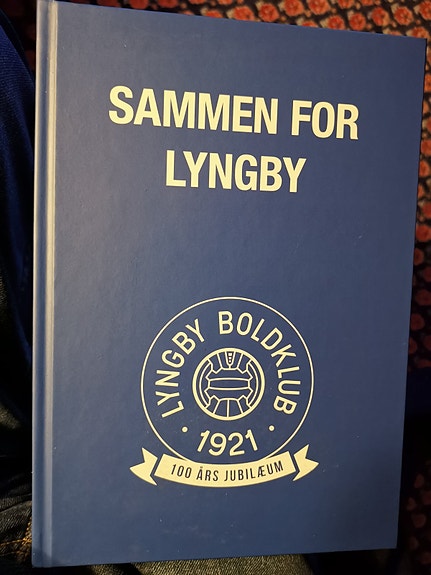 SAMMEN FOR
LYNGBY
LYNGBY BOLDKLUB
· 1921 ·
100 ÅRS JUBILÆUM